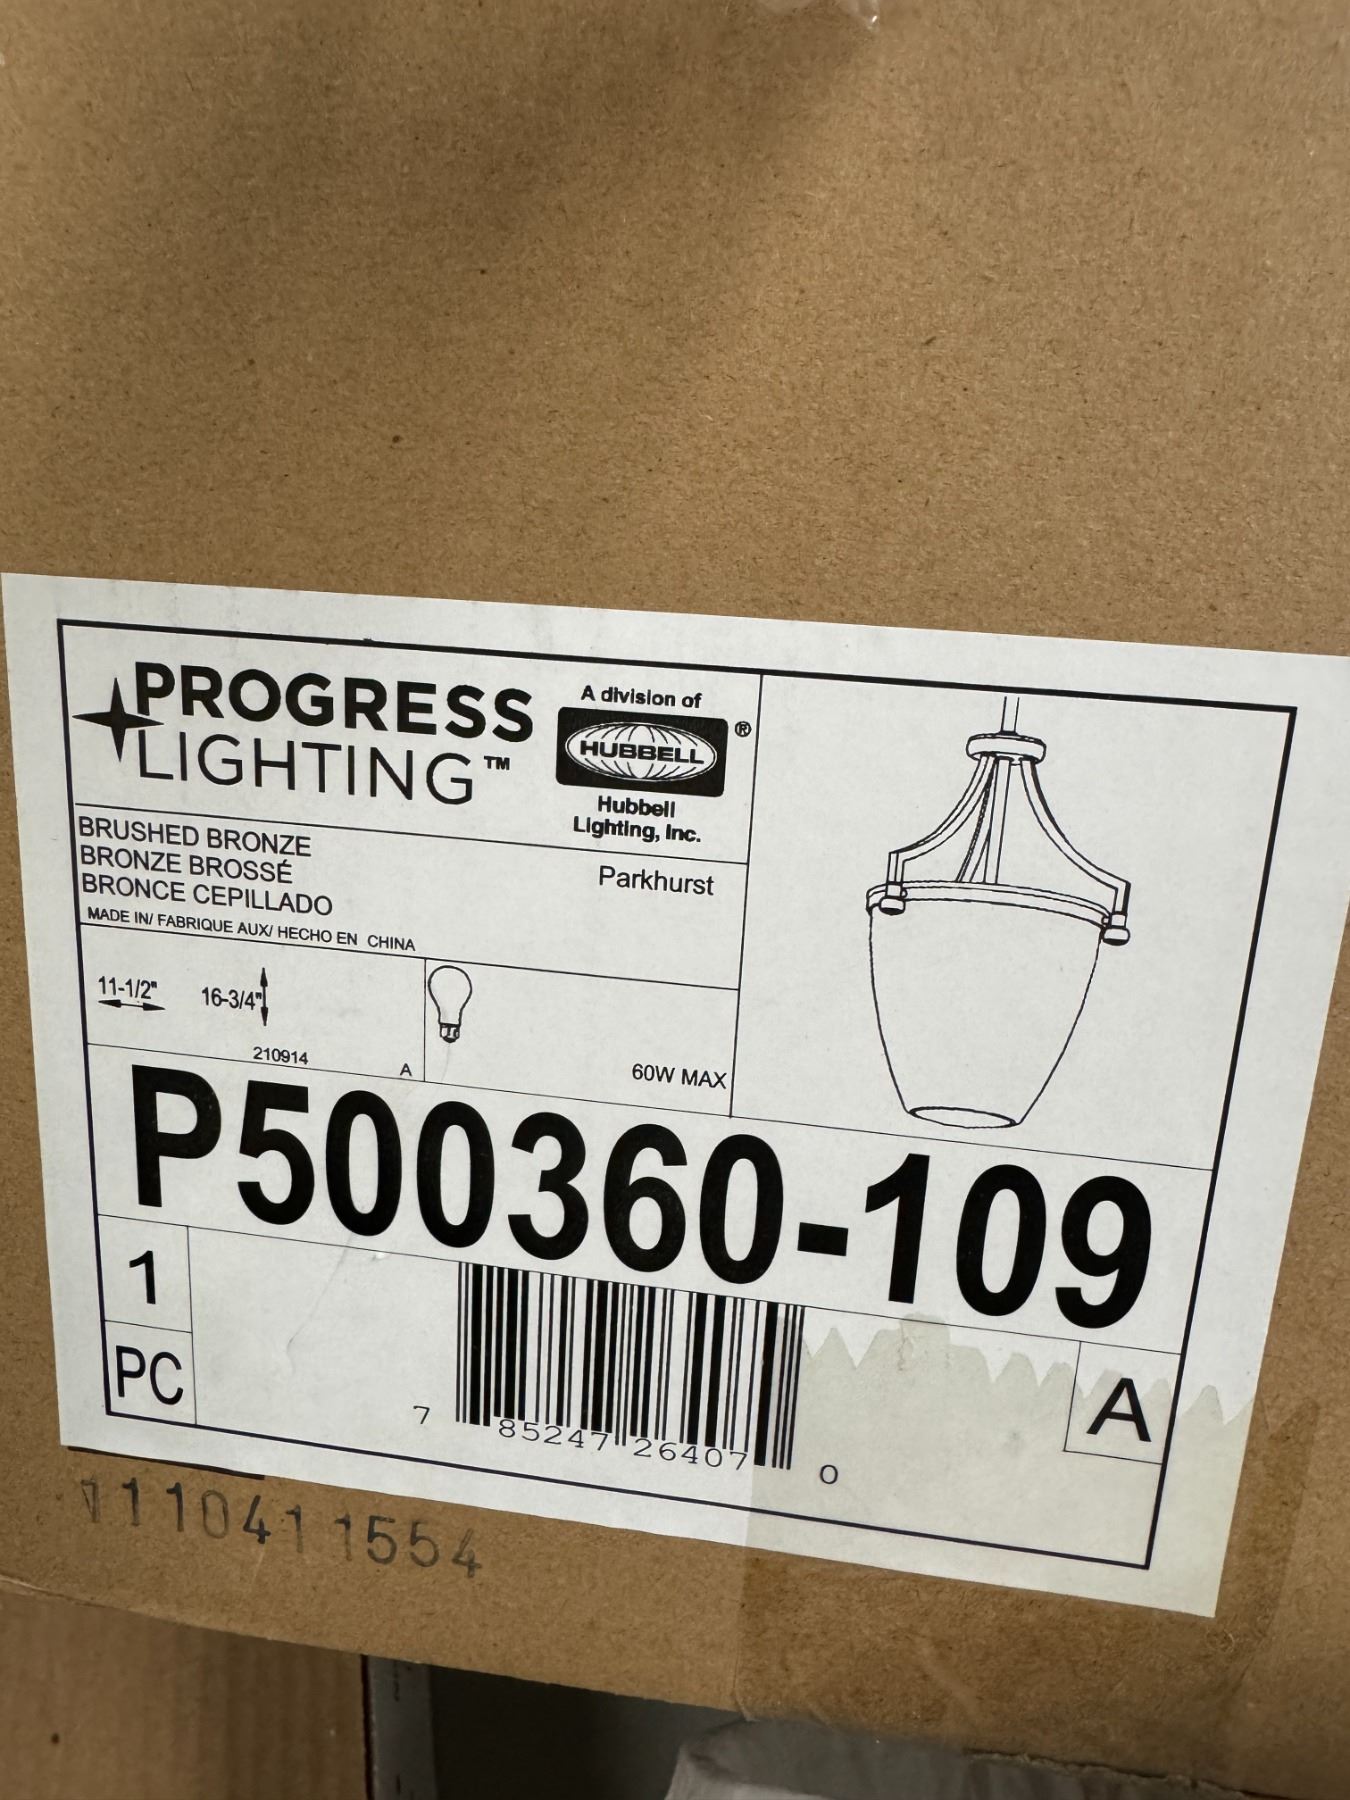 PROGRESS
LIGHTING™
A division of
HUBBELL ®
Hubbell
Lighting, Inc.
BRUSHED BRONZE
BRONZE BROSSÉ
BRONCE CEPILLADO
MADE IN/ FABRIQUE AUX/ HECHO EN CHINA
Parkhurst
11-1/2"
16-3/4"
210914
A
60W MAX
P500360-109
1
PC
7 85247 26407 0
A
1110411554